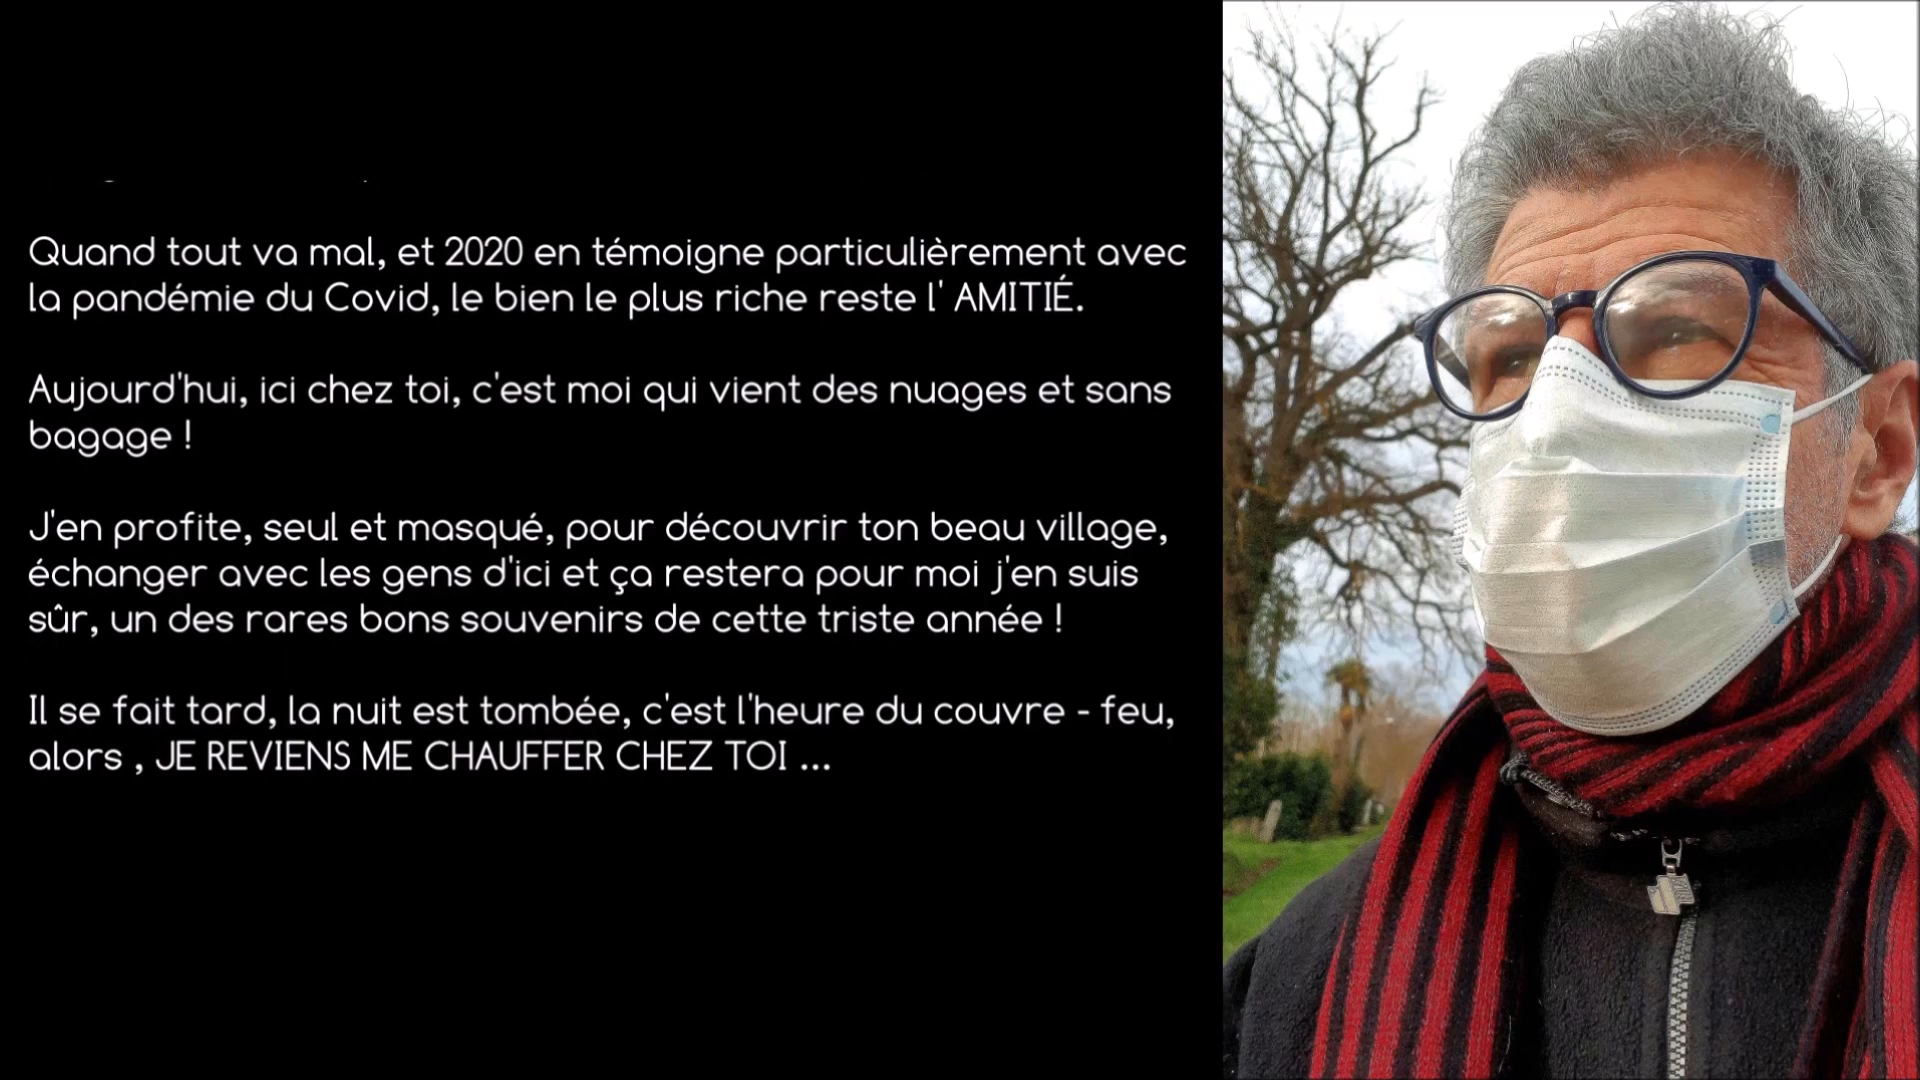 Quand tout va mal, et 2020 en témoigne particulièrement avec
la pandémie du Covid, le bien le plus riche reste l' AMITIÉ.
Aujourd'hui, ici chez toi, c'est moi qui vient des nuages et sans
bagage !
J'en profite, seul et masqué, pour découvrir ton beau village,
échanger avec les gens d'ici et ça restera pour moi j'en suis
sûr, un des rares bons souvenirs de cette triste année !
Il se fait tard, la nuit est tombée, c'est l'heure du couvre - feu,
alors , JE REVIENS ME CHAUFFER CHEZ TOI ...